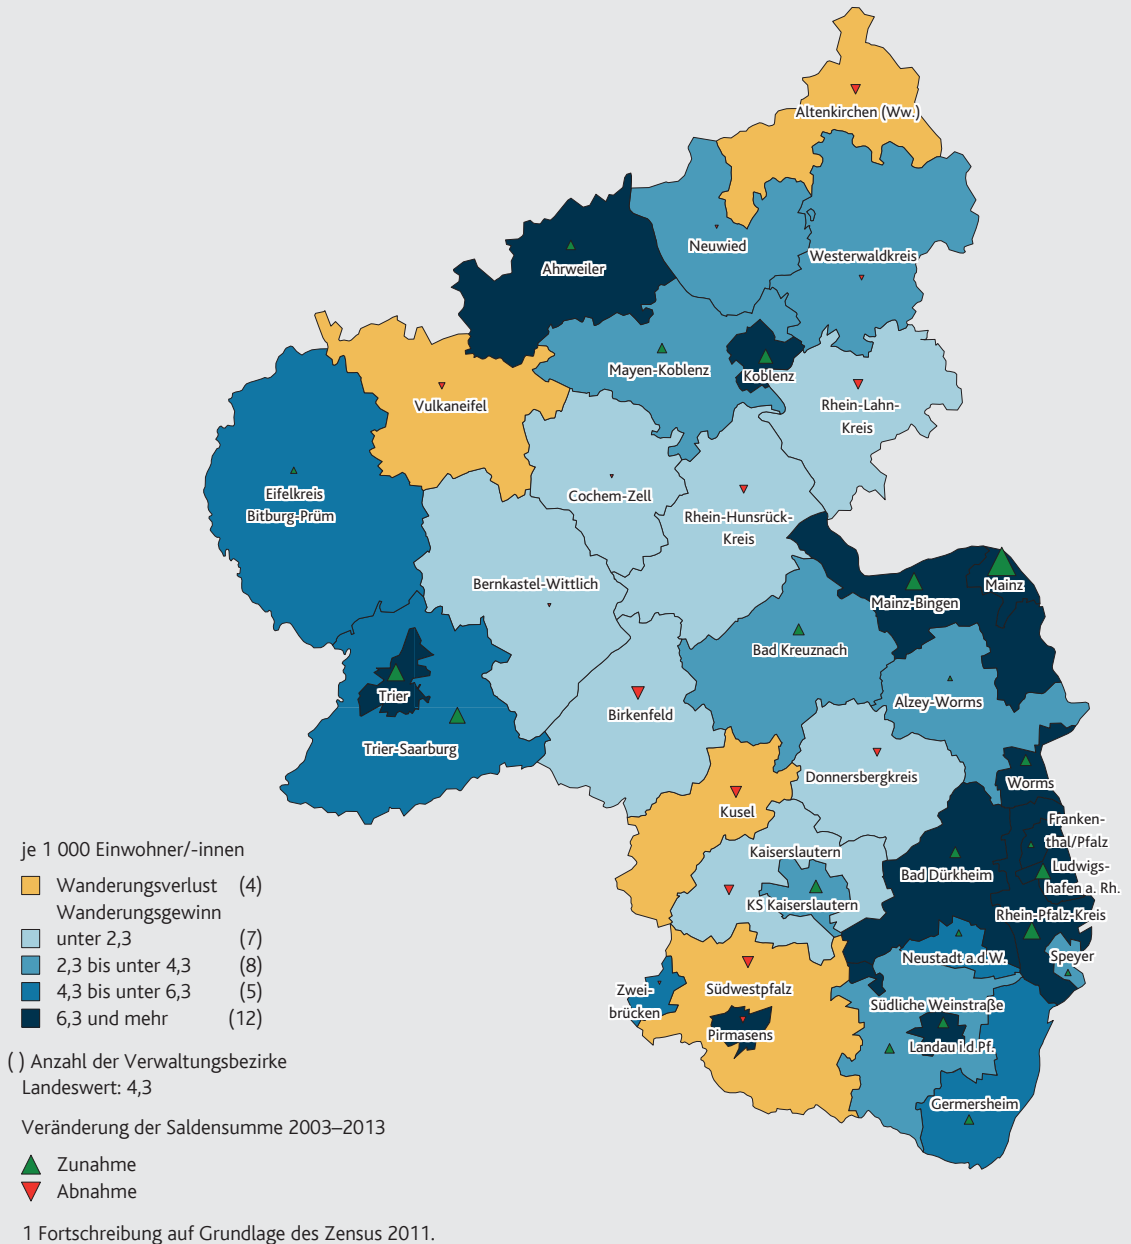 Altenkirchen (Ww.)
Neuwied
Westerwaldkreis
Ahrweiler
Mayen-Koblenz
Koblenz
Vulkaneifel
Rhein-Lahn-
Kreis
Eifelkreis
Bitburg-Prüm
Cochem-Zell
Rhein-Hunsrück-
Kreis
Bernkastel-Wittlich
Mainz
Mainz-Bingen
Bad Kreuznach
Trier
Alzey-Worms
Birkenfeld
Trier-Saarburg
Donnersbergkreis
Worms
Kusel
Franken-
thal/Pfalz
Kaiserslautern
Bad Dürkheim
Ludwigs-
hafen a. Rh.
KS Kaiserslautern
Rhein-Pfalz-Kreis
Neustadt a.d.W.
Speyer
Zwei-
brücken
Südwestpfalz
Südliche Weinstraße
Pirmasens
Landau i.d.Pf.
Germersheim
je 1 000 Einwohner/-innen
Wanderungsverlust (4)
Wanderungsgewinn
unter 2,3 (7)
2,3 bis unter 4,3 (8)
4,3 bis unter 6,3 (5)
6,3 und mehr (12)
( ) Anzahl der Verwaltungsbezirke
Landeswert: 4,3
Veränderung der Saldensumme 2003–2013
Zunahme
Abnahme
1 Fortschreibung auf Grundlage des Zensus 2011.